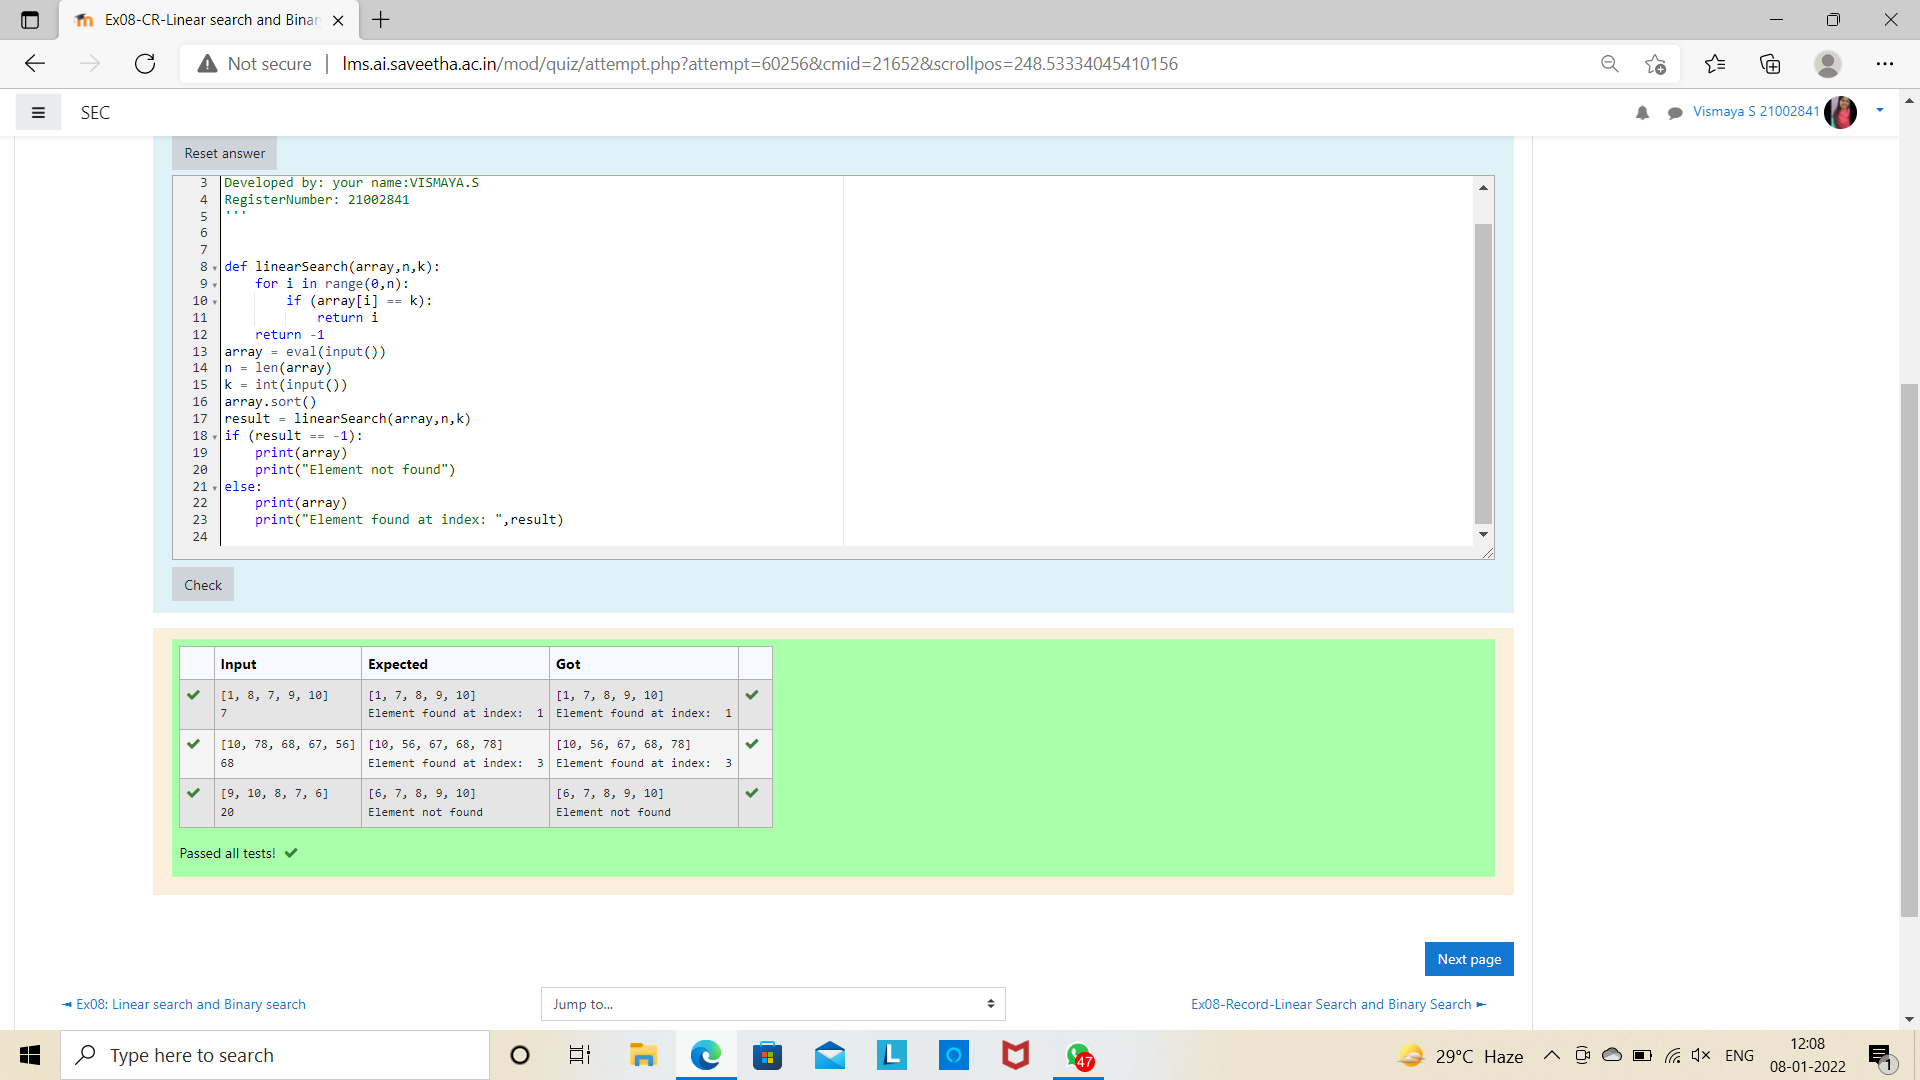 Ex08-CR-Linear search and Binar
Not secure
lms.ai.saveetha.ac.in/mod/quiz/attempt.php?attempt=60256&cmid=21652&scrollpos=248.53334045410156
SEC
Vismaya S 21002841
Reset answer
3 Developed by: your name:VISMAYA.S
4 RegisterNumber: 21002841
5 '''
6
7
8 def linearSearch(array,n,k):
9     for i in range(0,n):
10         if (array[i] == k):
11             return i
12     return -1
13 array = eval(input())
14 n = len(array)
15 k = int(input())
16 array.sort()
17 result = linearSearch(array,n,k)
18 if (result == -1):
19     print(array)
20     print("Element not found")
21 else:
22     print(array)
23     print("Element found at index: ",result)
24
Check
Input Expected Got
[1, 8, 7, 9, 10] [1, 7, 8, 9, 10] [1, 7, 8, 9, 10]
7 Element found at index:  1 Element found at index:  1
[10, 78, 68, 67, 56] [10, 56, 67, 68, 78] [10, 56, 67, 68, 78]
68 Element found at index:  3 Element found at index:  3
[9, 10, 8, 7, 6] [6, 7, 8, 9, 10] [6, 7, 8, 9, 10]
20 Element not found Element not found
Passed all tests!
Next page
◄ Ex08: Linear search and Binary search
Jump to...
Ex08-Record-Linear Search and Binary Search ►
Type here to search
L
47
29°C Haze
ENG
12:08
08-01-2022
1